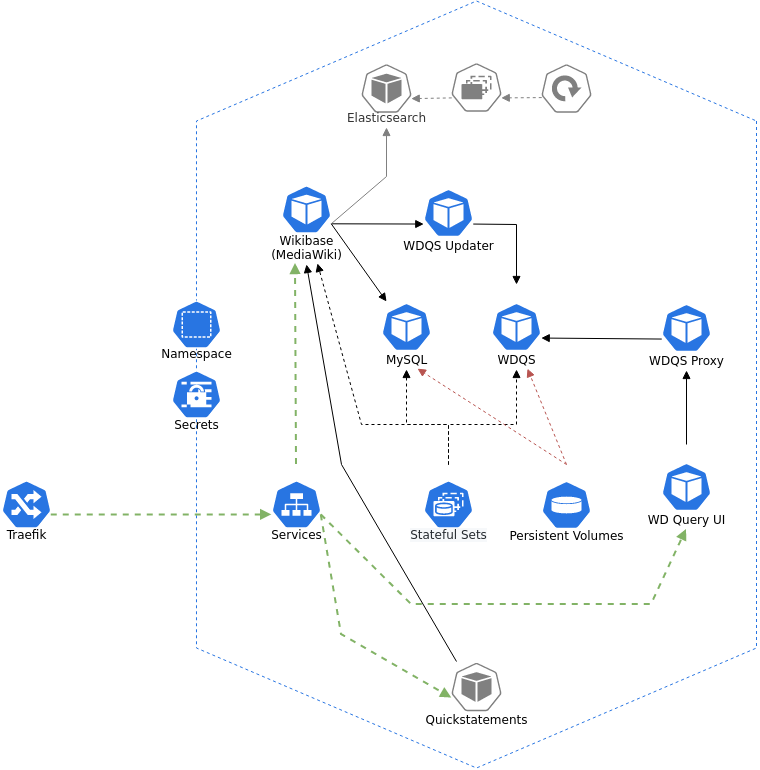 Elasticsearch
Wikibase
(MediaWiki)
WDQS Updater
Namespace
MySQL
WDQS
WDQS Proxy
Secrets
Traefik
Services
Stateful Sets
Persistent Volumes
WD Query UI
Quickstatements